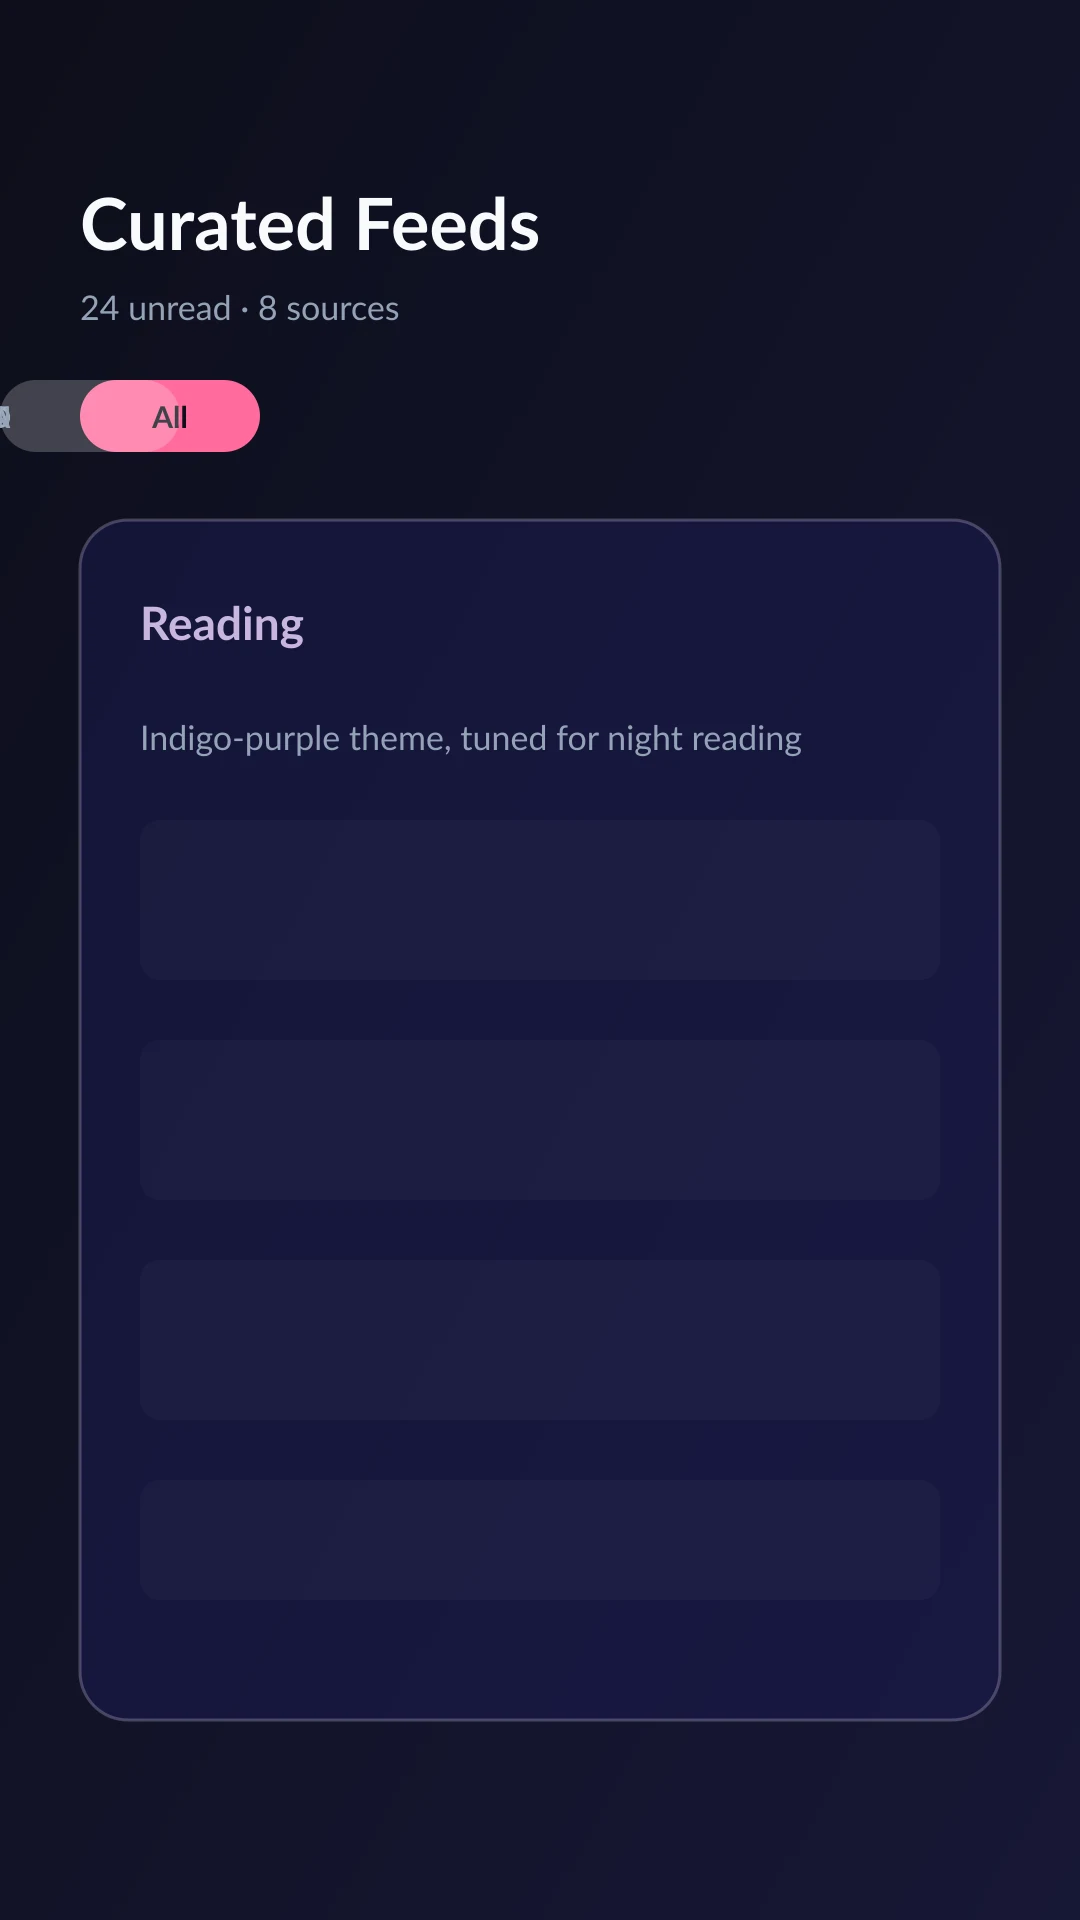 Curated Feeds
24 unread · 8 sources
All
Reading
Indigo-purple theme, tuned for night reading